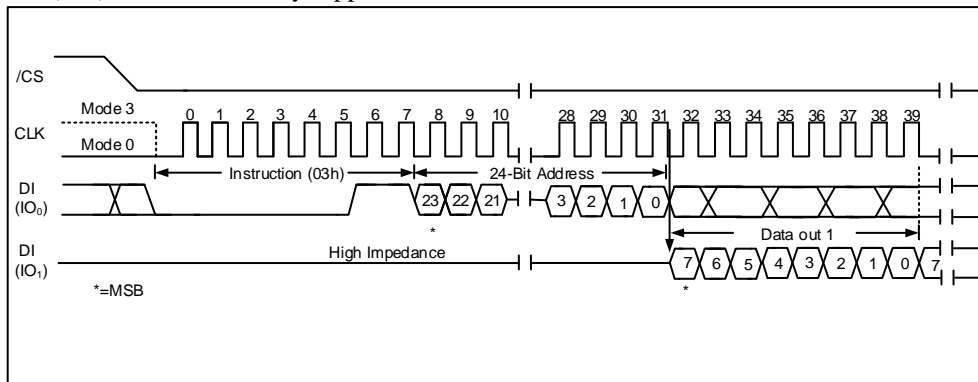 /CS
Mode 3
0 1 2 3 4 5 6 7 8 9 10 28 29 30 31 32 33 34 35 36 37 38 39
CLK
Mode 0
Instruction (03h) 24-Bit Address
DI
(IO0)
23 22 21 3 2 1 0
*
Data out 1
High Impedance
DI
(IO1)
7 6 5 4 3 2 1 0 7
*
*=MSB